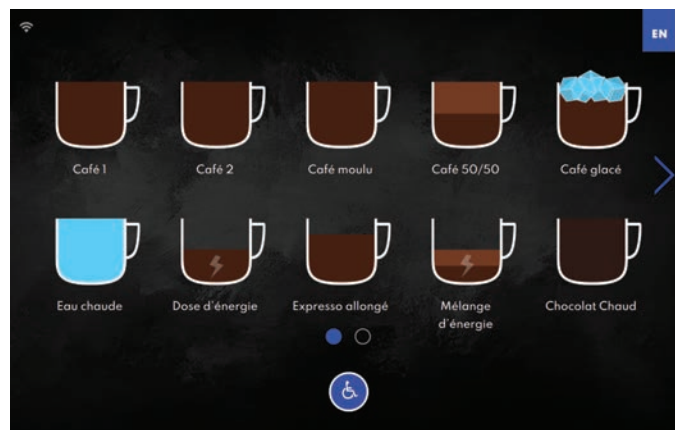 EN
Café 1
Café 2
Café moulu
Café 50/50
Café glacé
Eau chaude
Dose d'énergie
Expresso allongé
Mélange
d'énergie
Chocolat Chaud